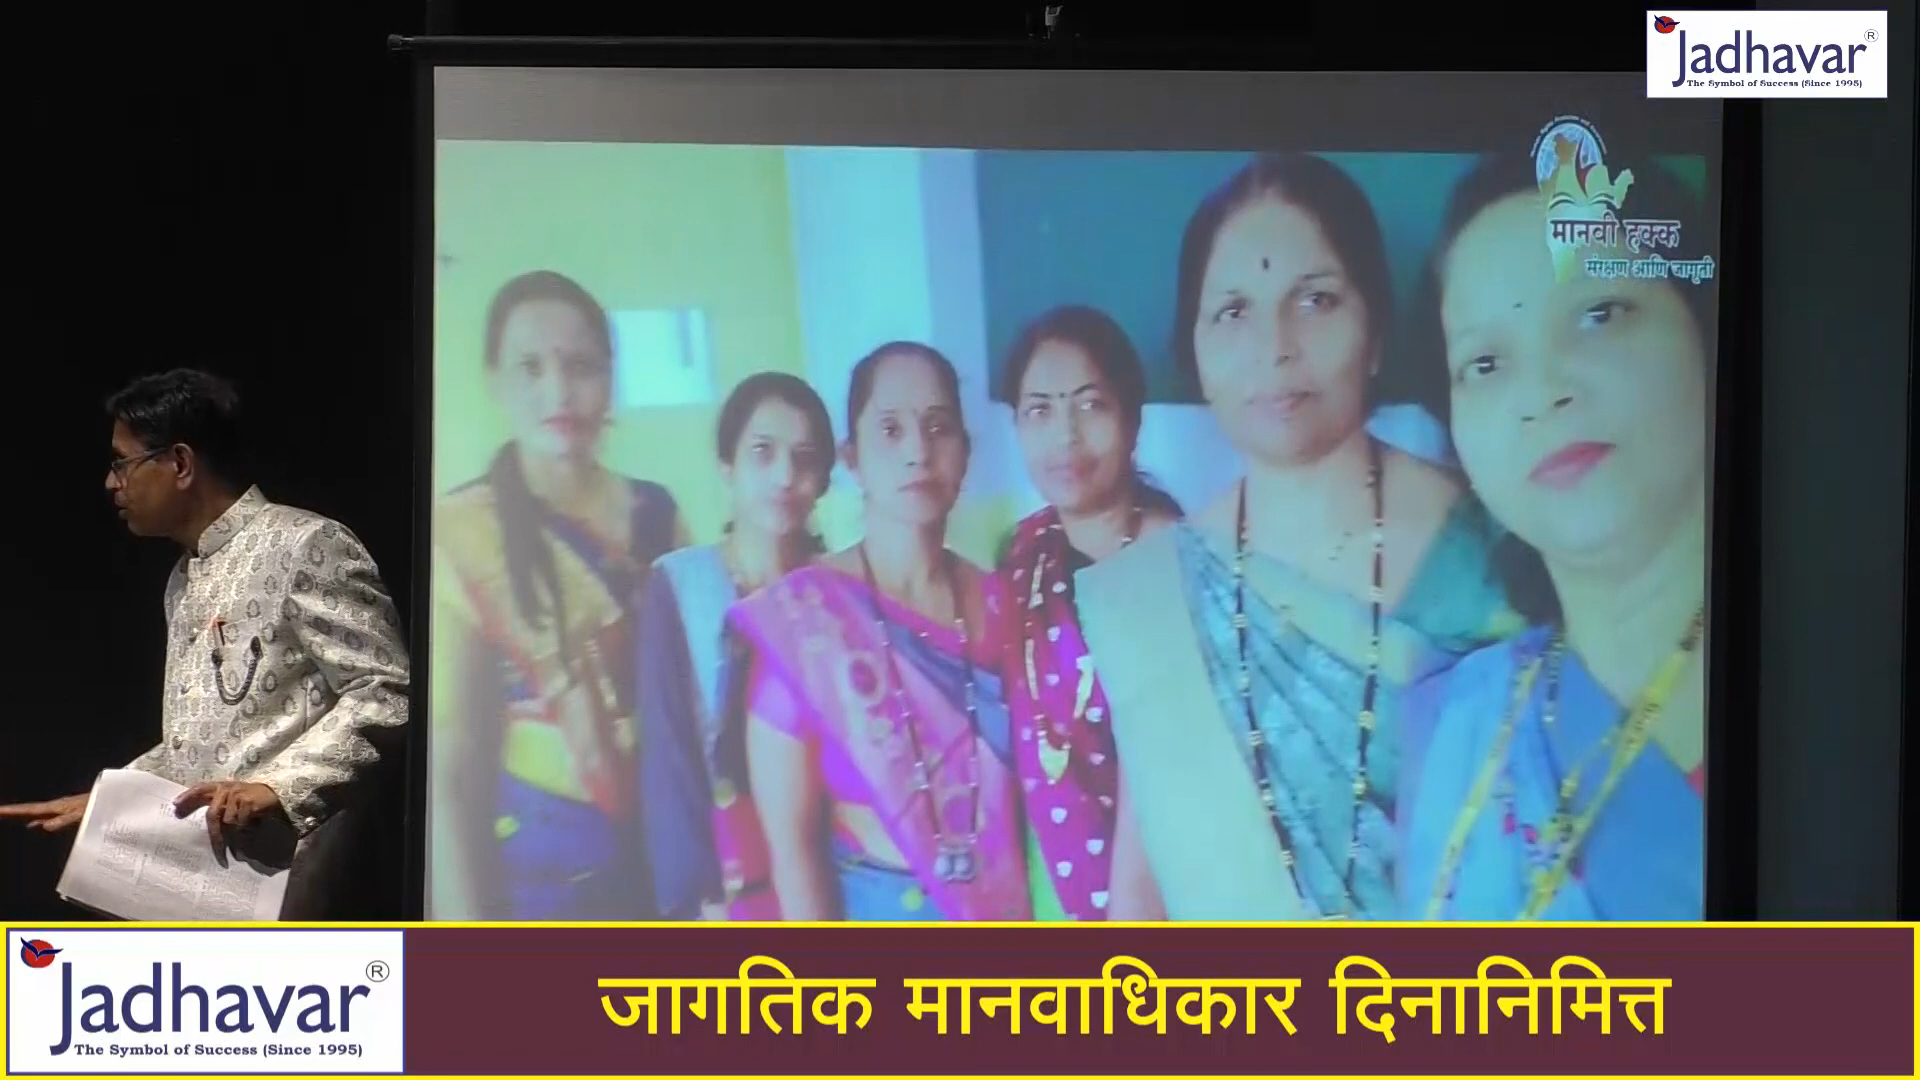 Jadhavar®
The Symbol of Success (Since 1995)
मानवी हक्क
संरक्षण आणि जागृती
Jadhavar®
The Symbol of Success (Since 1995)
जागतिक मानवाधिकार दिनानिमित्त